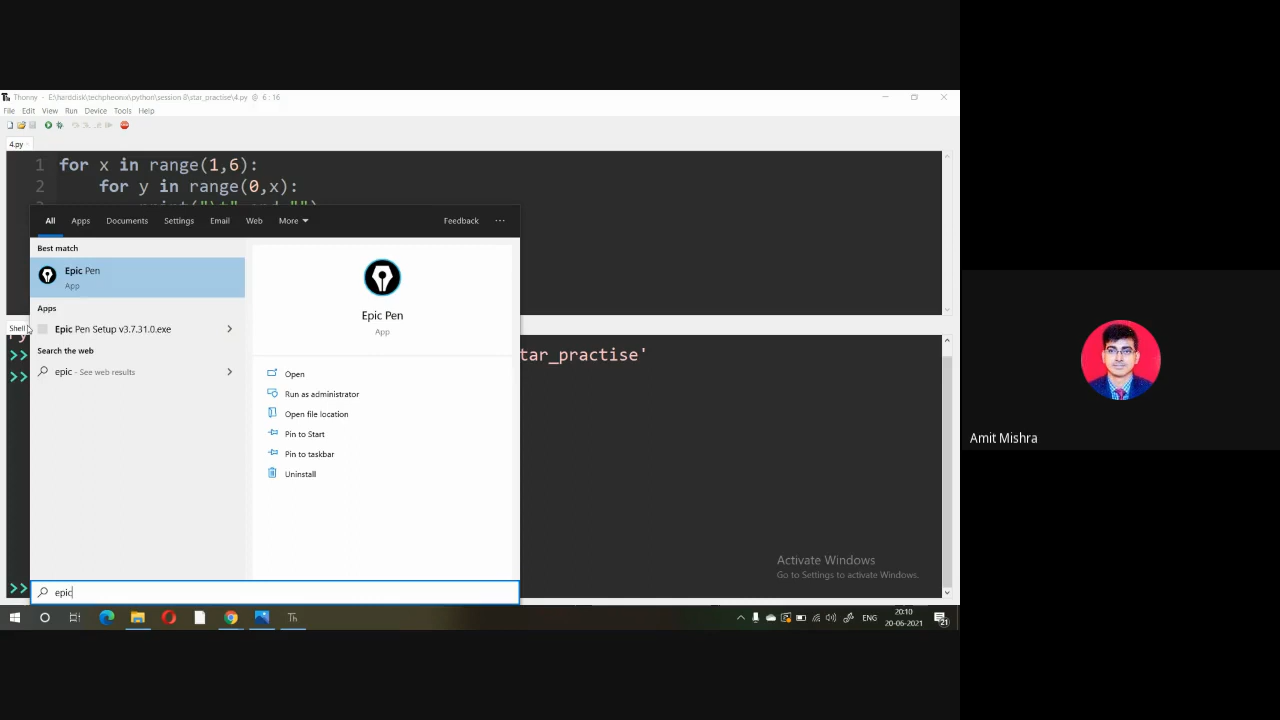 Thonny - E:\harddisk\techpheonix\python\session 8\star_practise\4.py @ 6 : 16
File Edit View Run Device Tools Help
4.py
1 for x in range(1,6):
2 for y in range(0,x):
All Apps Documents Settings Email Web More Feedback ...
Best match
Epic Pen
App
Apps
Epic Pen Setup v3.7.31.0.exe
Search the web
epic - See web results
Epic Pen
App
Open
Run as administrator
Open file location
Pin to Start
Pin to taskbar
Uninstall
Shell
>>
tar_practise'
>>
>>
epic
Activate Windows
Go to Settings to activate Windows.
Th
ENG
20:10
20-06-2021
21
Amit Mishra